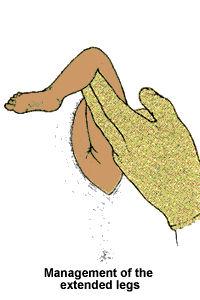 Management of the
extended legs